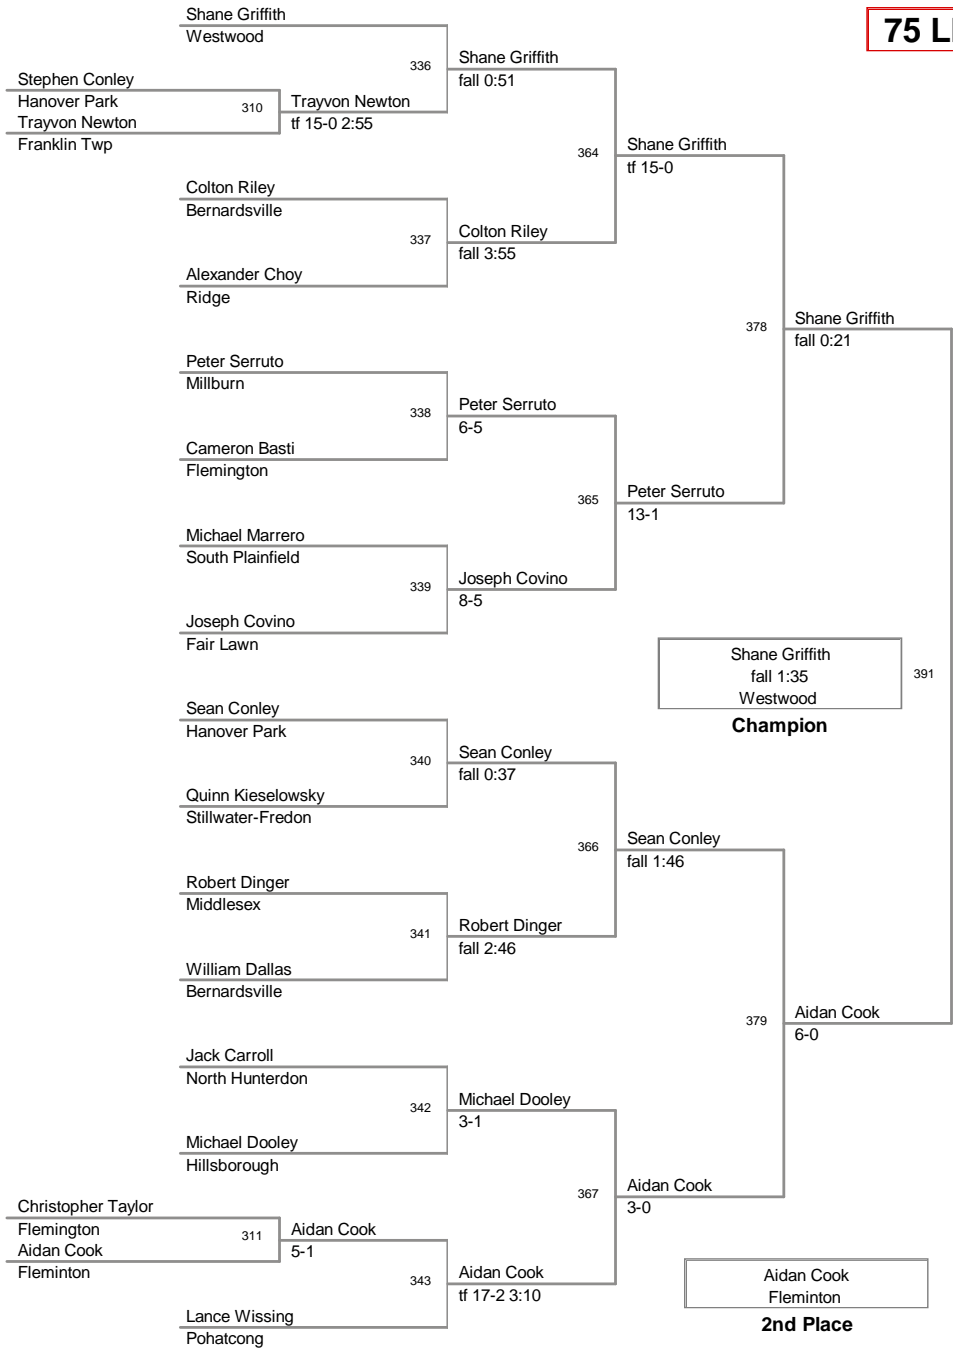 Shane Griffith
Westwood
75 L
336
Shane Griffith
fall 0:51
Stephen Conley
Hanover Park
310
Trayvon Newton
Trayvon Newton
tf 15-0 2:55
Franklin Twp
364
Shane Griffith
tf 15-0
Colton Riley
Bernardsville
337
Colton Riley
fall 3:55
Alexander Choy
Ridge
378
Shane Griffith
fall 0:21
Peter Serruto
Millburn
338
Peter Serruto
6-5
Cameron Basti
Flemington
365
Peter Serruto
13-1
Michael Marrero
South Plainfield
339
Joseph Covino
8-5
Joseph Covino
Fair Lawn
Shane Griffith
fall 1:35
391
Westwood
Champion
Sean Conley
Hanover Park
340
Sean Conley
fall 0:37
Quinn Kieselowsky
Stillwater-Fredon
366
Sean Conley
fall 1:46
Robert Dinger
Middlesex
341
Robert Dinger
fall 2:46
William Dallas
Bernardsville
379
Aidan Cook
6-0
Jack Carroll
North Hunterdon
342
Michael Dooley
3-1
Michael Dooley
Hillsborough
367
Aidan Cook
3-0
Christopher Taylor
Flemington
311
Aidan Cook
Aidan Cook
5-1
Fleminton
343
Aidan Cook
tf 17-2 3:10
Lance Wissing
Pohatcong
Aidan Cook
Fleminton
2nd Place